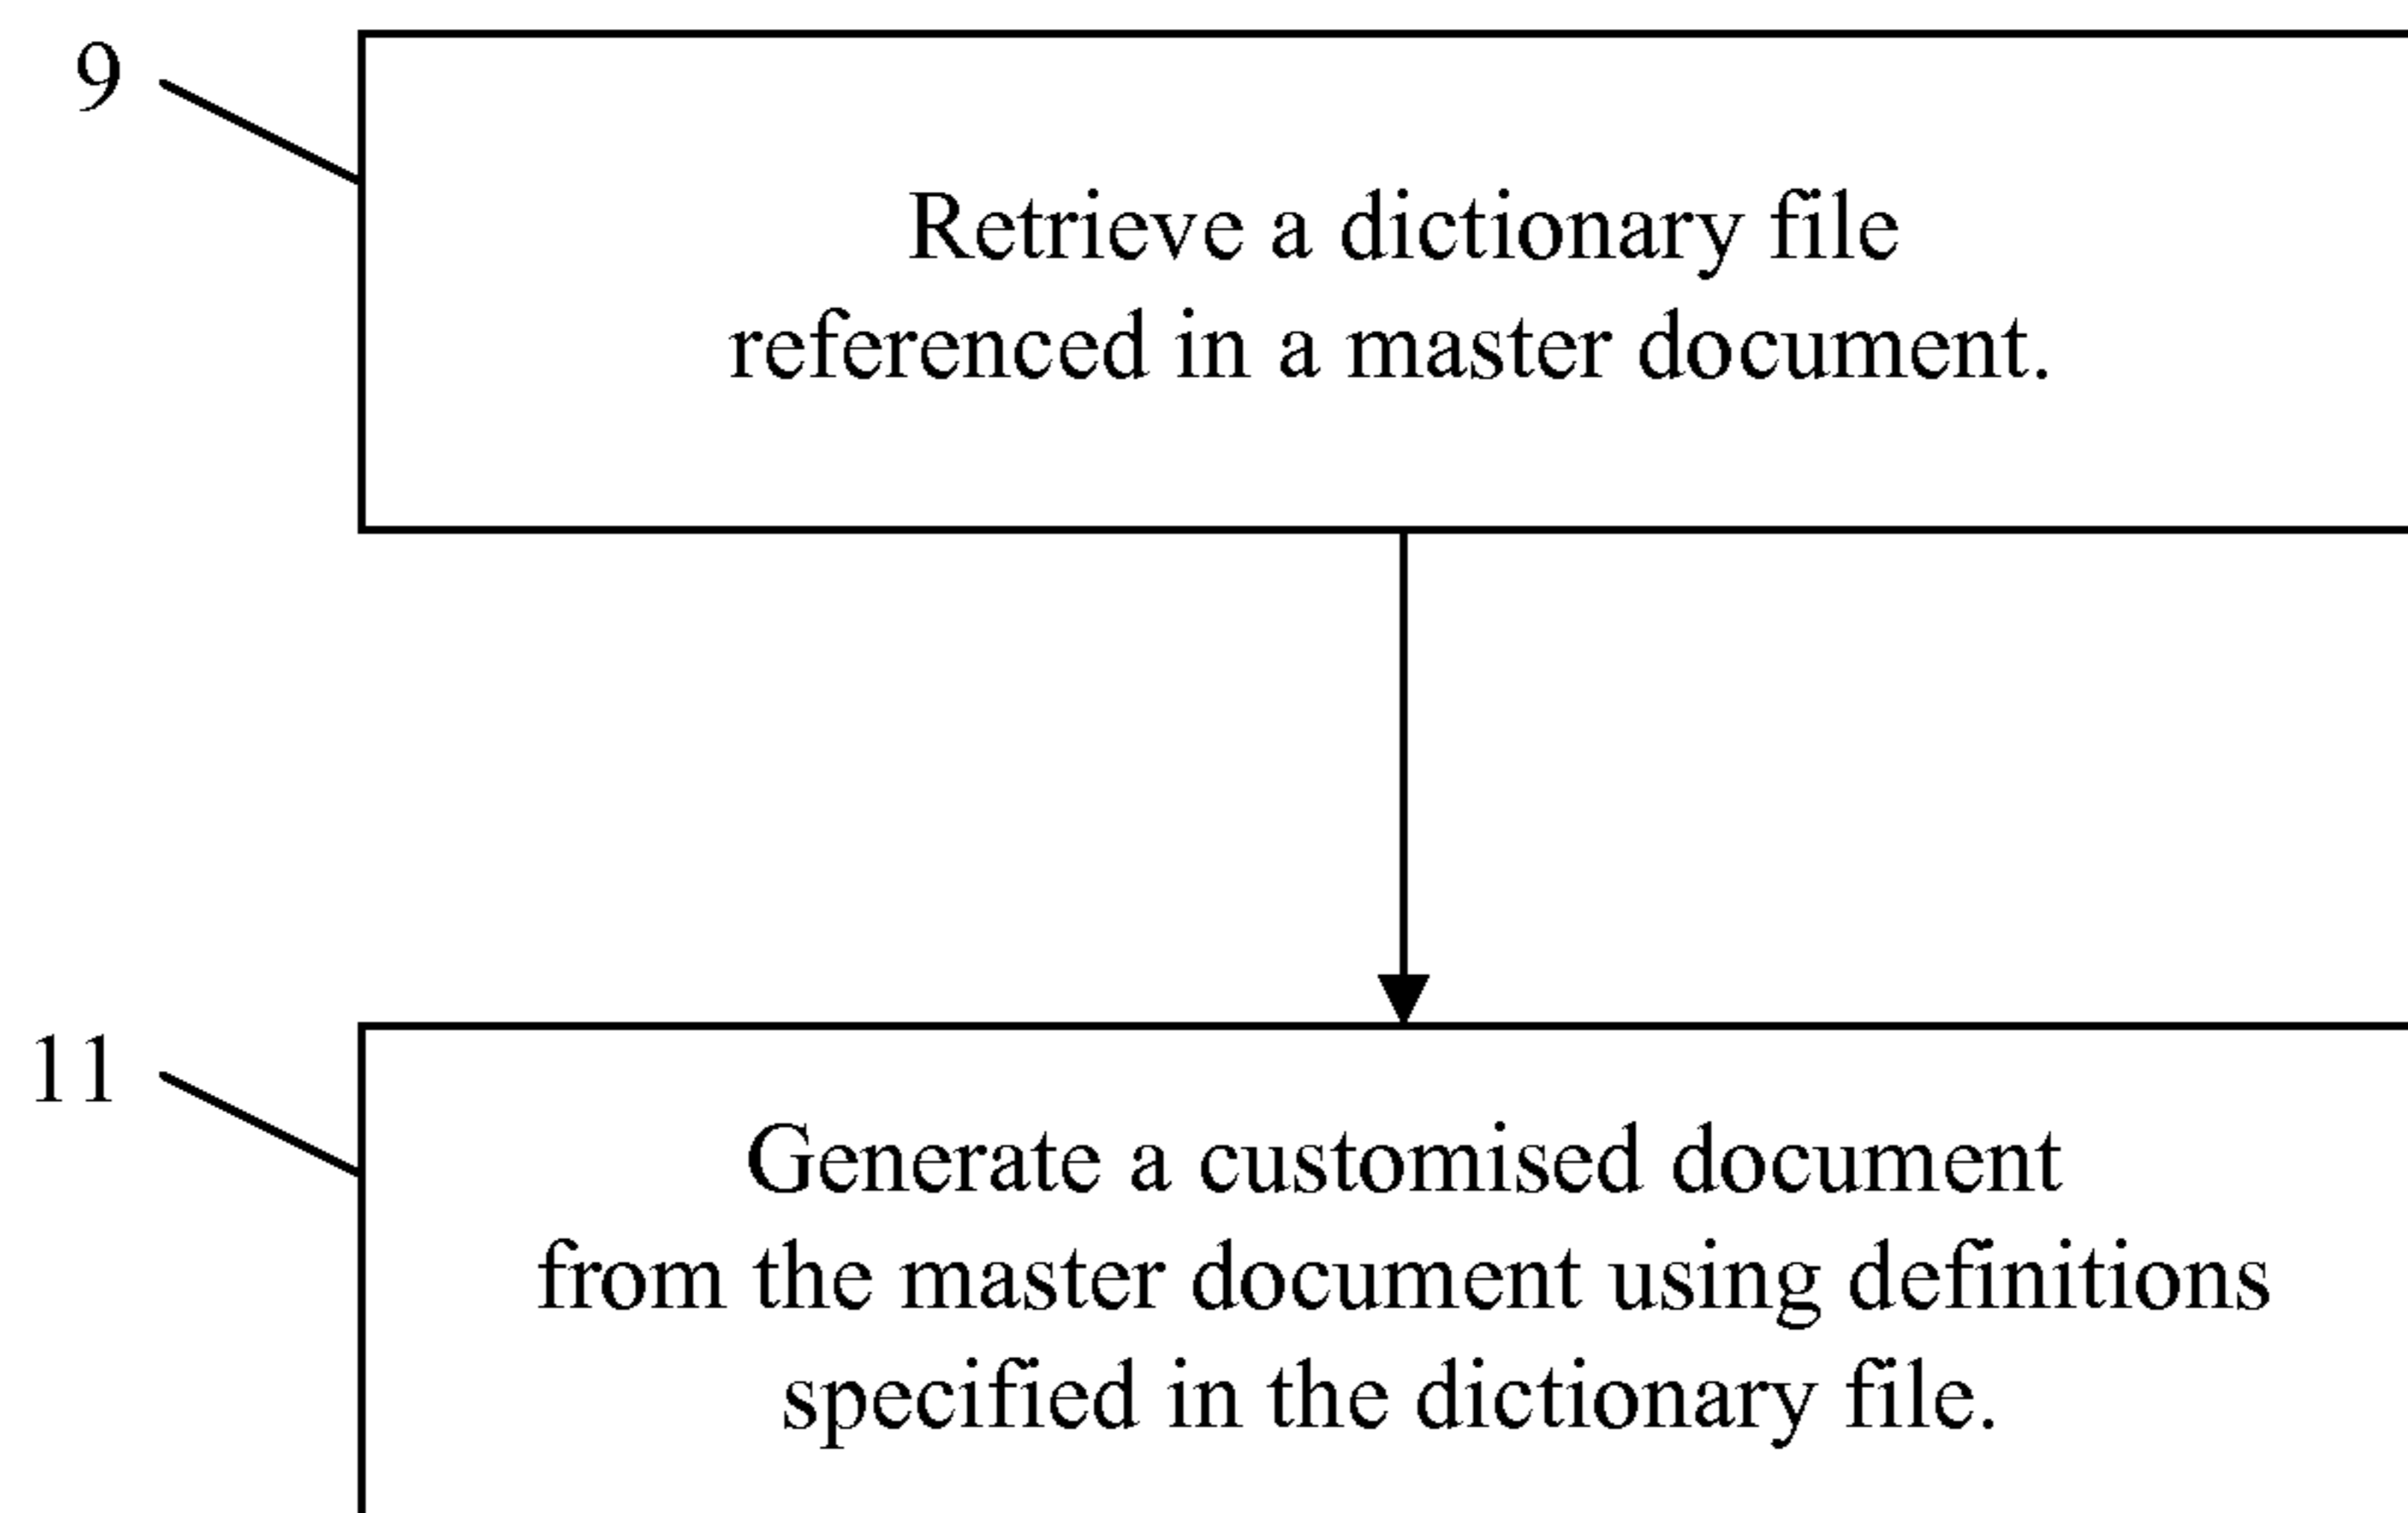 9
Retrieve a dictionary file
referenced in a master document.
11
Generate a customised document
from the master document using definitions
specified in the dictionary file.